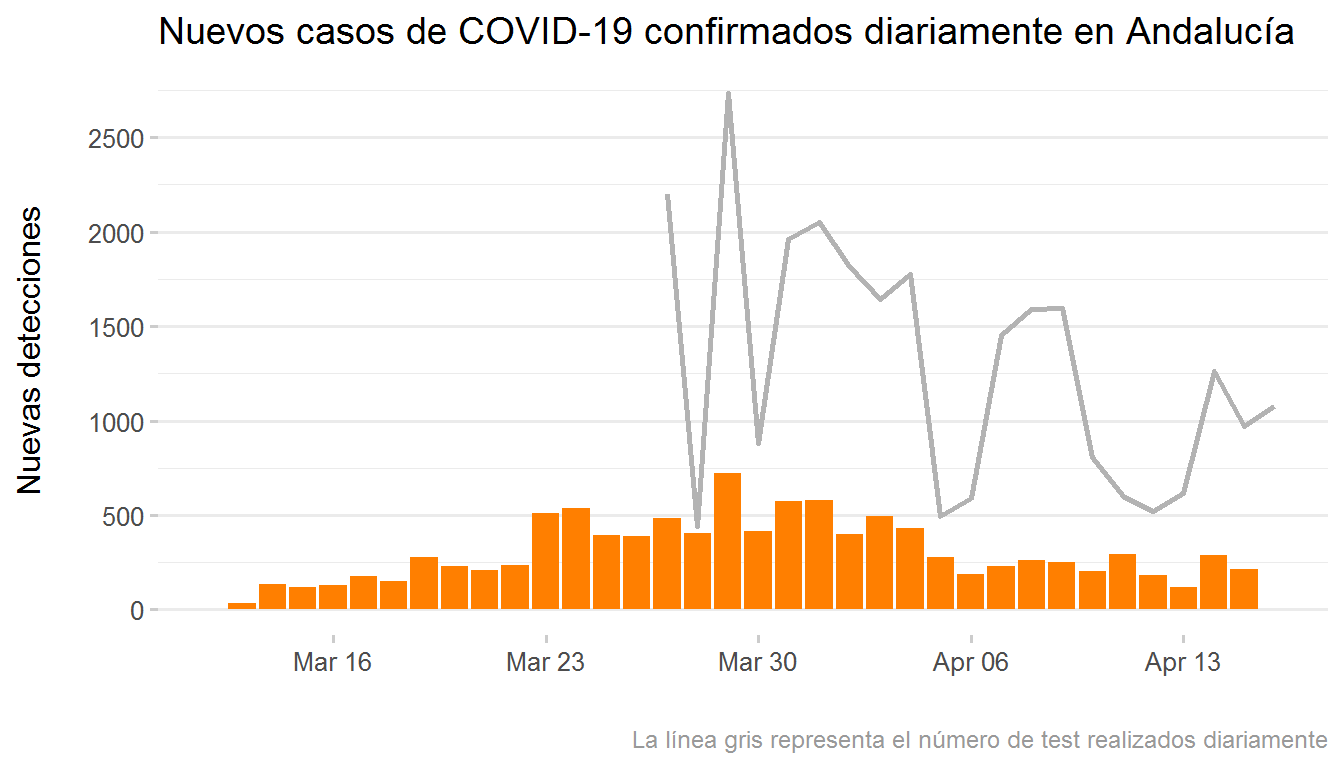 Nuevos casos de COVID-19 confirmados diariamente en Andalucía
Nuevas detecciones
2500
2000
1500
1000
500
0
Mar 16
Mar 23
Mar 30
Apr 06
Apr 13
La línea gris representa el número de test realizados diariamente